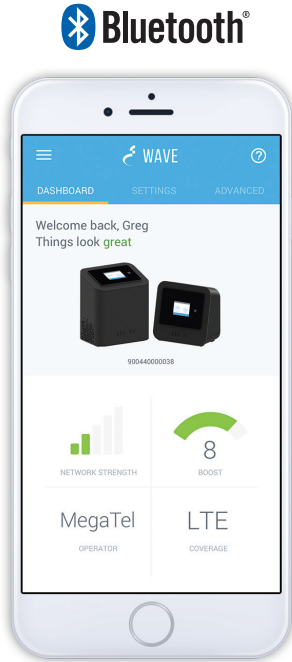 Bluetooth®
WAVE
DASHBOARD SETTINGS ADVANCED
Welcome back, Greg
Things look great
900440000038
8
NETWORK STRENGTH BOOST
MegaTel LTE
OPERATOR COVERAGE